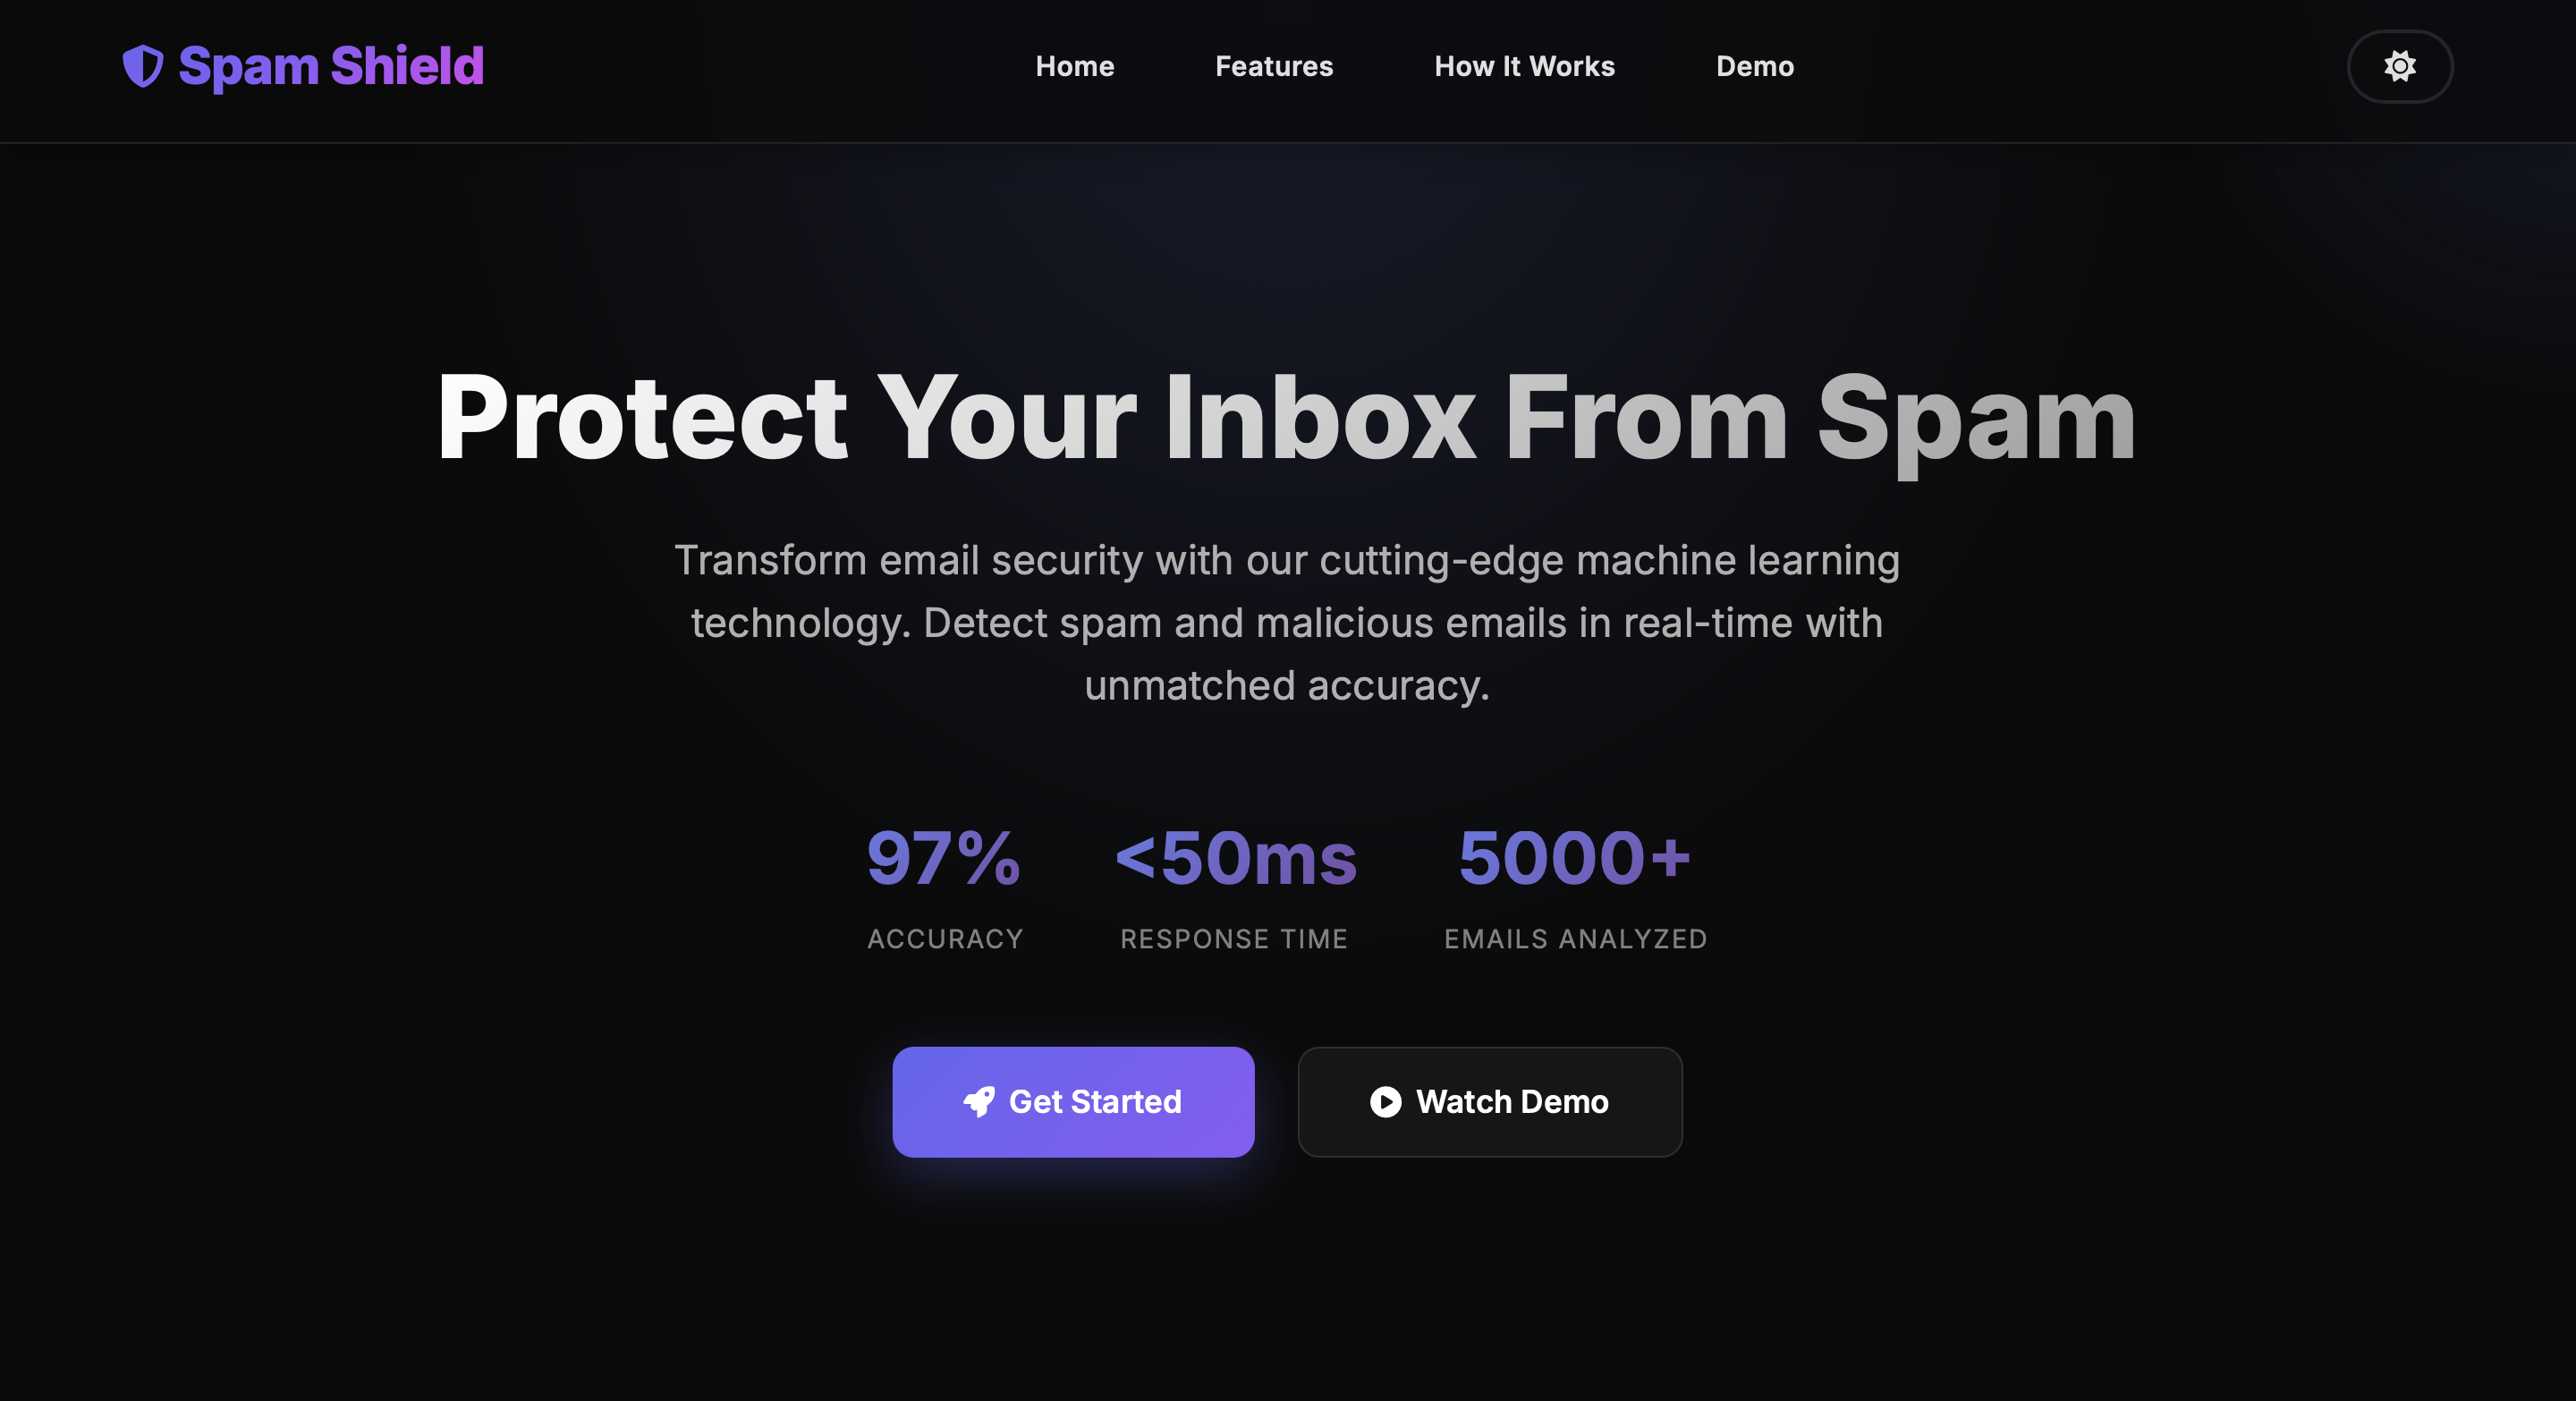 Spam Shield
Home
Features
How It Works
Demo
Protect Your Inbox From Spam
Transform email security with our cutting-edge machine learning
technology. Detect spam and malicious emails in real-time with
unmatched accuracy.
97%
ACCURACY
<50ms
RESPONSE TIME
5000+
EMAILS ANALYZED
Get Started
Watch Demo